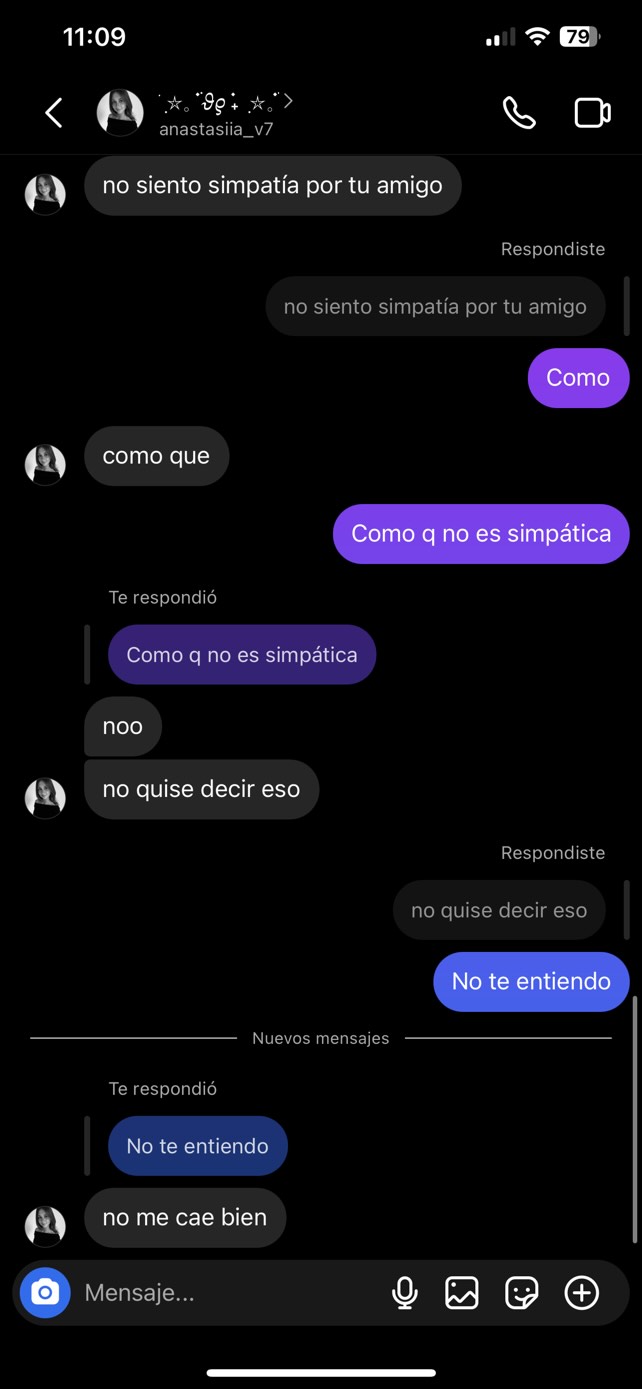 11:09
79
˙⋆✮。˚ϑϱ˖ ✮。˚
anastasiia_v7
no siento simpatía por tu amigo
Respondiste
no siento simpatía por tu amigo
Como
como que
Como q no es simpática
Te respondió
Como q no es simpática
noo
no quise decir eso
Respondiste
no quise decir eso
No te entiendo
Nuevos mensajes
Te respondió
No te entiendo
no me cae bien
Mensaje...